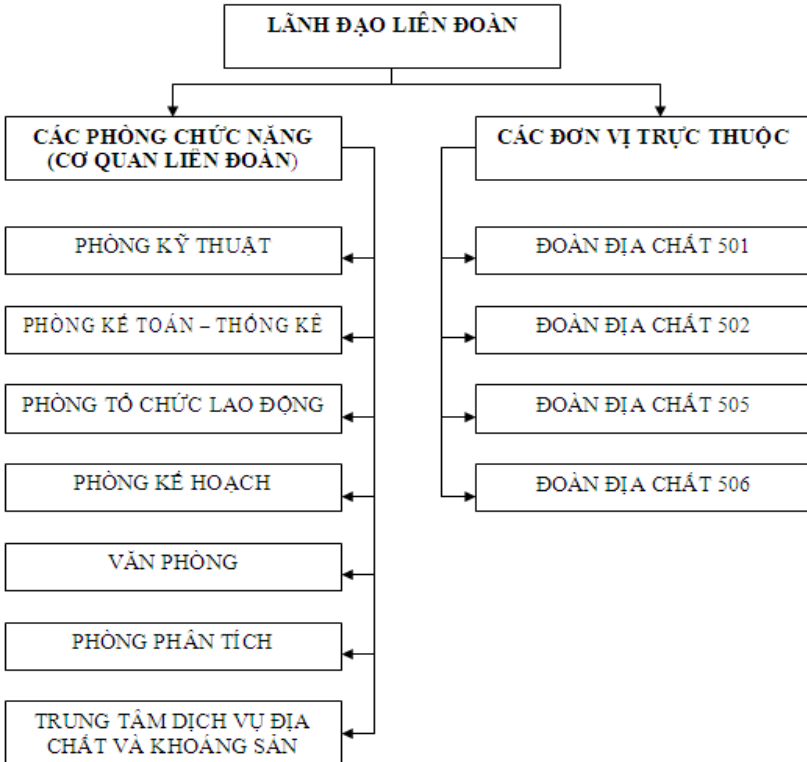 LÃNH ĐẠO LIÊN ĐOÀN
CÁC PHÒNG CHỨC NĂNG
(CƠ QUAN LIÊN ĐOÀN)
PHÒNG KỸ THUẬT
PHÒNG KẾ TOÁN – THỐNG KÊ
PHÒNG TỔ CHỨC LAO ĐỘNG
PHÒNG KẾ HOẠCH
VĂN PHÒNG
PHÒNG PHÂN TÍCH
TRUNG TÂM DỊCH VỤ ĐỊA
CHẤT VÀ KHOÁNG SẢN
CÁC ĐƠN VỊ TRỰC THUỘC
ĐOÀN ĐỊA CHẤT 501
ĐOÀN ĐỊA CHẤT 502
ĐOÀN ĐỊA CHẤT 505
ĐOÀN ĐỊA CHẤT 506